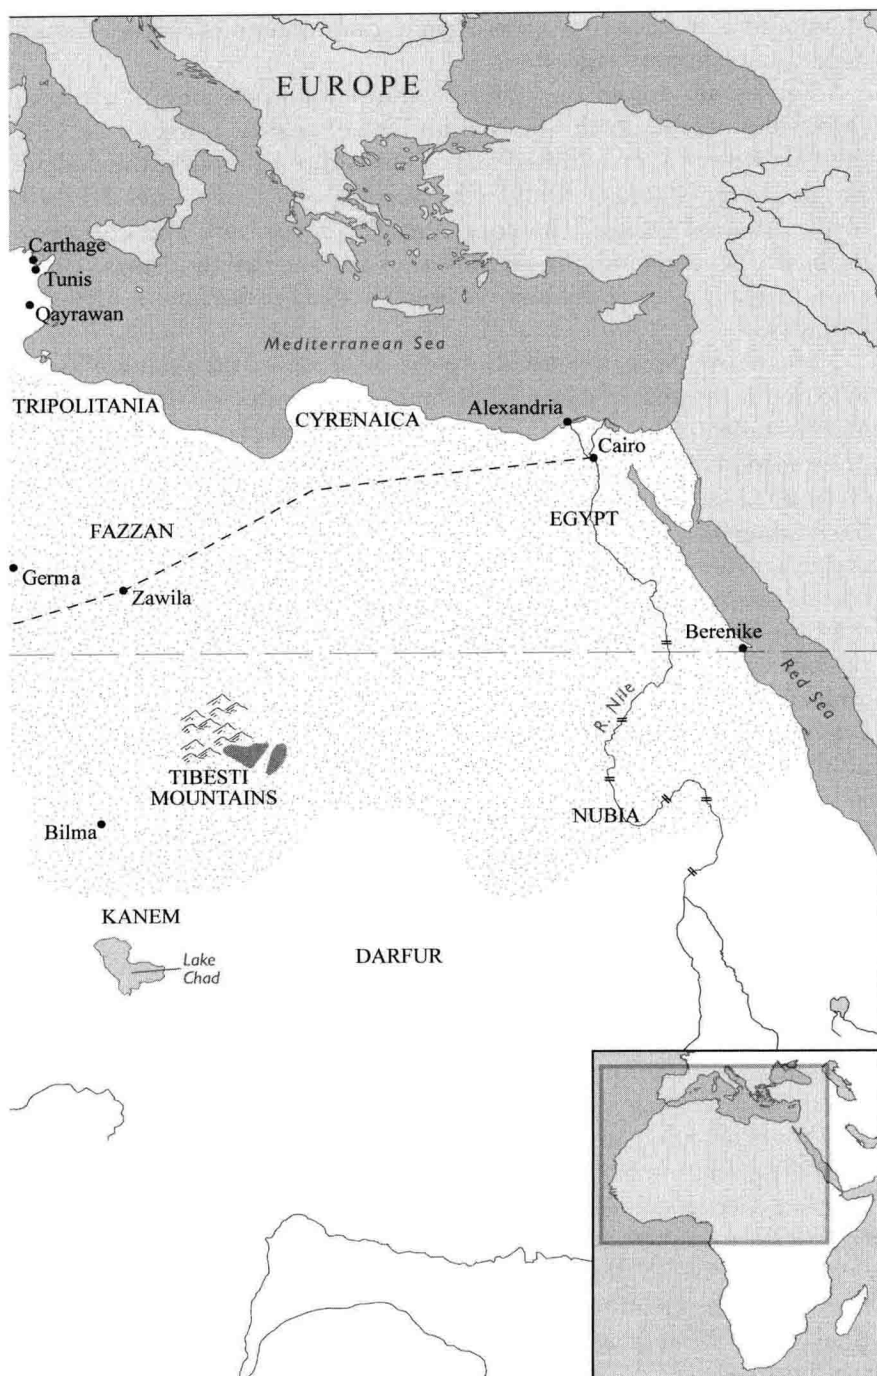 EUROPE
Carthage
Tunis
Qayrawan
Mediterranean Sea
TRIPOLITANIA
CYRENAICA
Alexandria
Cairo
EGYPT
FAZZAN
Germa
Zawila
Berenike
Red Sea
R. Nile
TIBESTI
MOUNTAINS
NUBIA
Bilma
KANEM
Lake
Chad
DARFUR